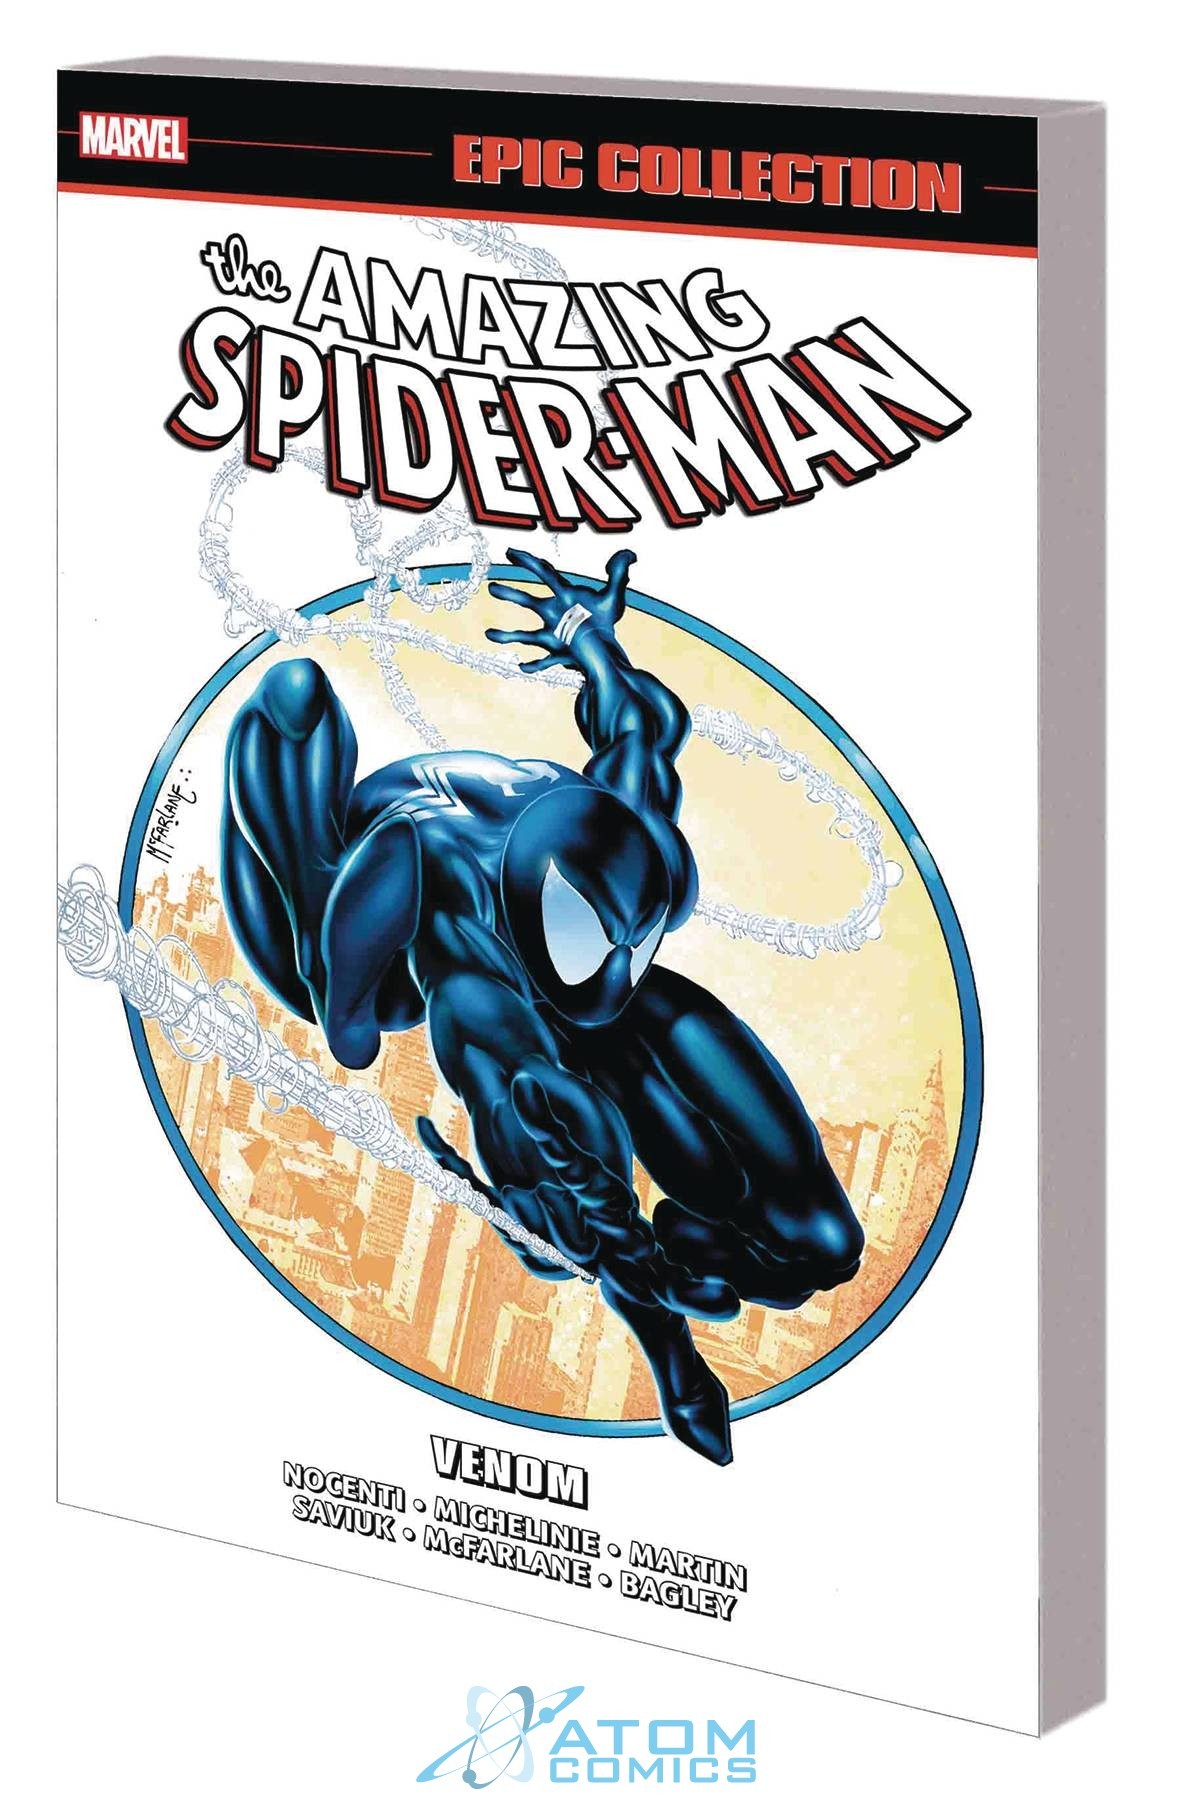 MARVEL
EPIC COLLECTION
the AMAZING
SPIDER-MAN
McFARLANE
VENOM
NOCENTI • MICHELINIE • MARTIN
SAVIUK • McFARLANE • BAGLEY
ATOM
COMICS